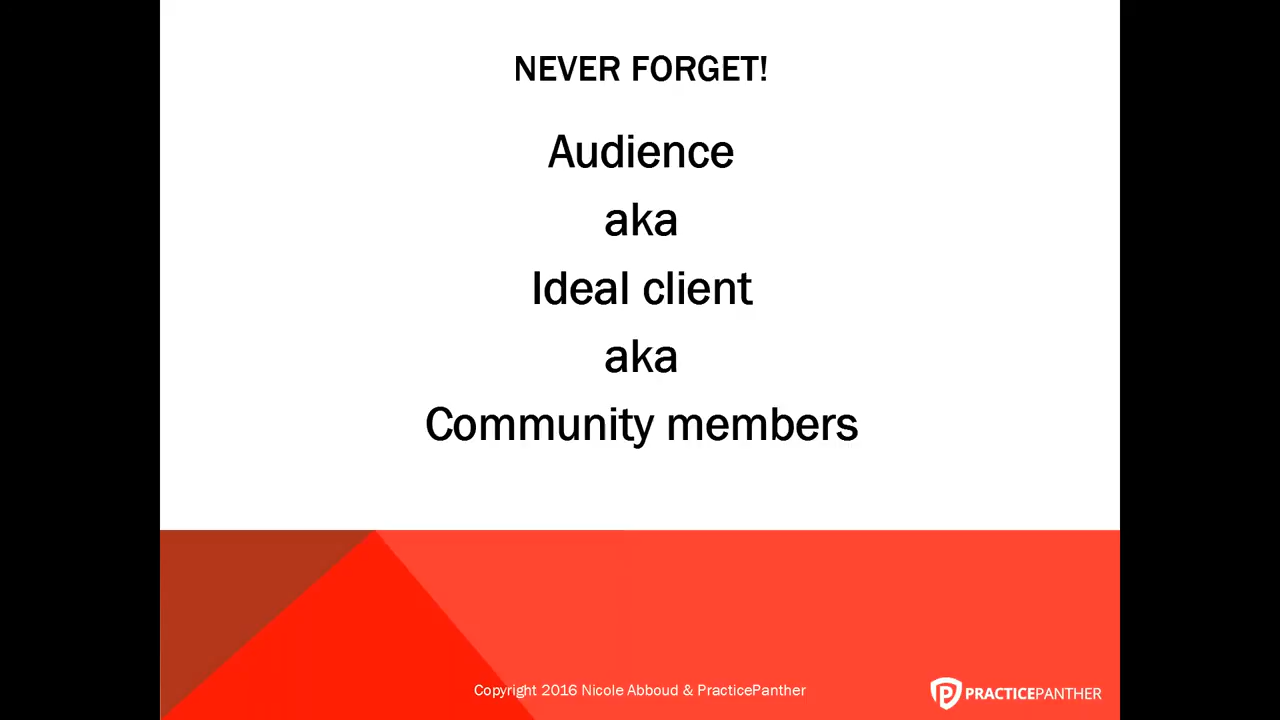 NEVER FORGET!
Audience
aka
Ideal client
aka
Community members
Copyright 2016 Nicole Abboud & PracticePanther
PRACTICEPANTHER